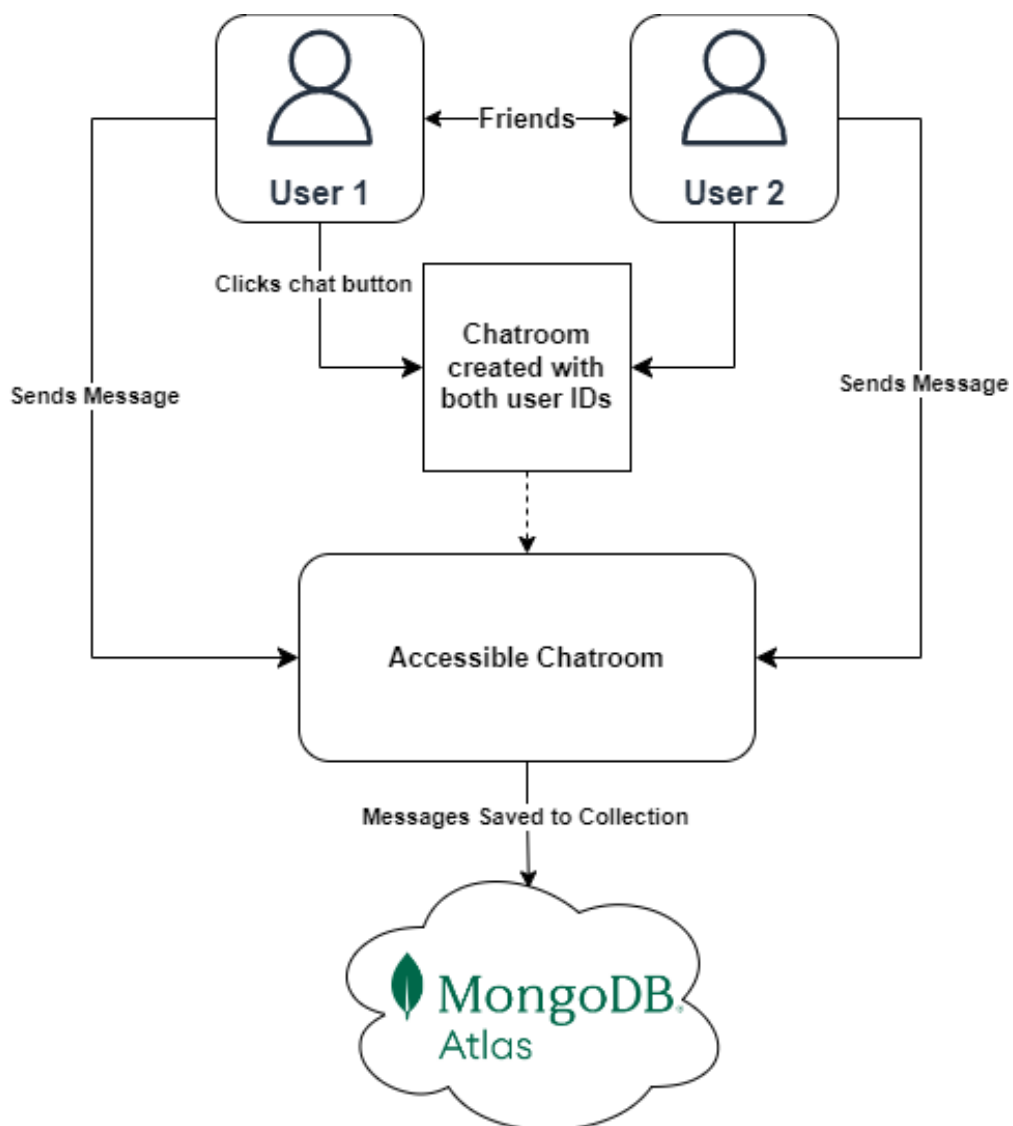 Friends
User 1
User 2
Clicks chat button
Chatroom
created with
both user IDs
Sends Message
Sends Message
Accessible Chatroom
Messages Saved to Collection
MongoDB®
Atlas